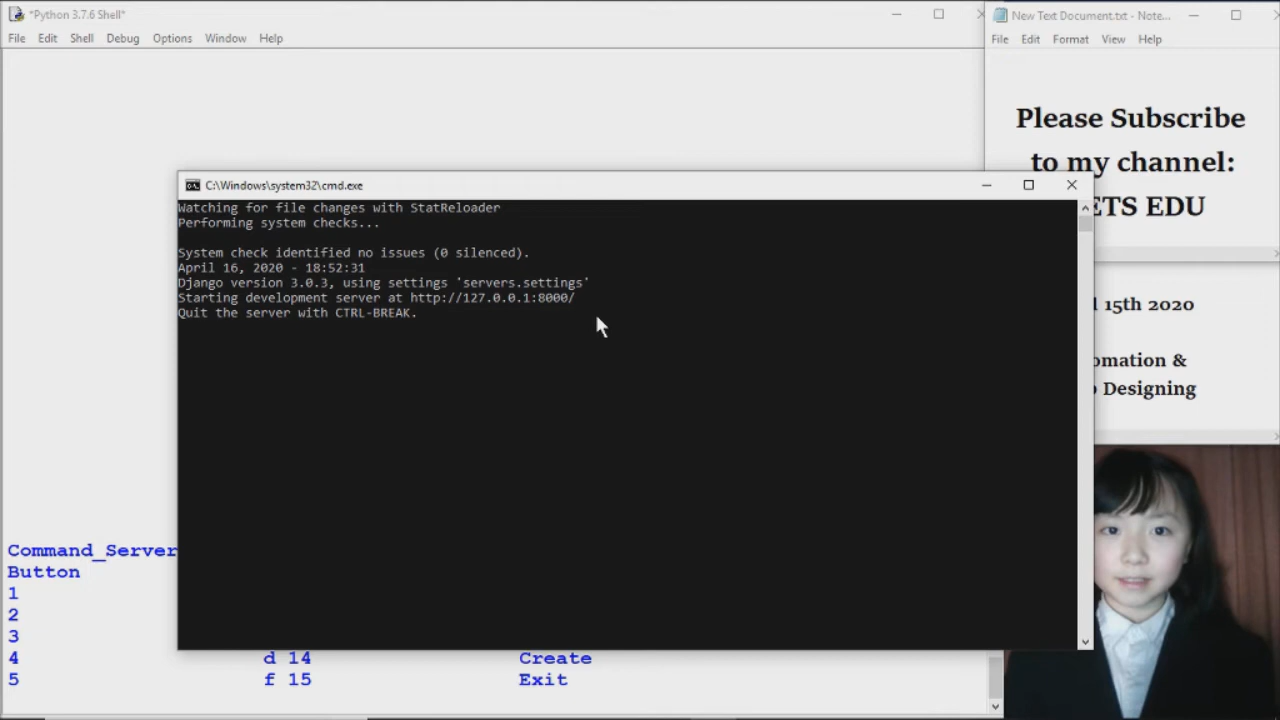 *Python 3.7.6 Shell*
File Edit Shell Debug Options Window Help
New Text Document.txt - Note...
File Edit Format View Help
Please Subscribe
to my channel:
ETS EDU
C:\Windows\system32\cmd.exe
Watching for file changes with StatReloader
Performing system checks...
System check identified no issues (0 silenced).
April 16, 2020 - 18:52:31
Django version 3.0.3, using settings 'servers.settings'
Starting development server at http://127.0.0.1:8000/
Quit the server with CTRL-BREAK.
15th 2020
omation &
Designing
Command_Server
Button
1
2
3
4 d 14 Create
5 f 15 Exit